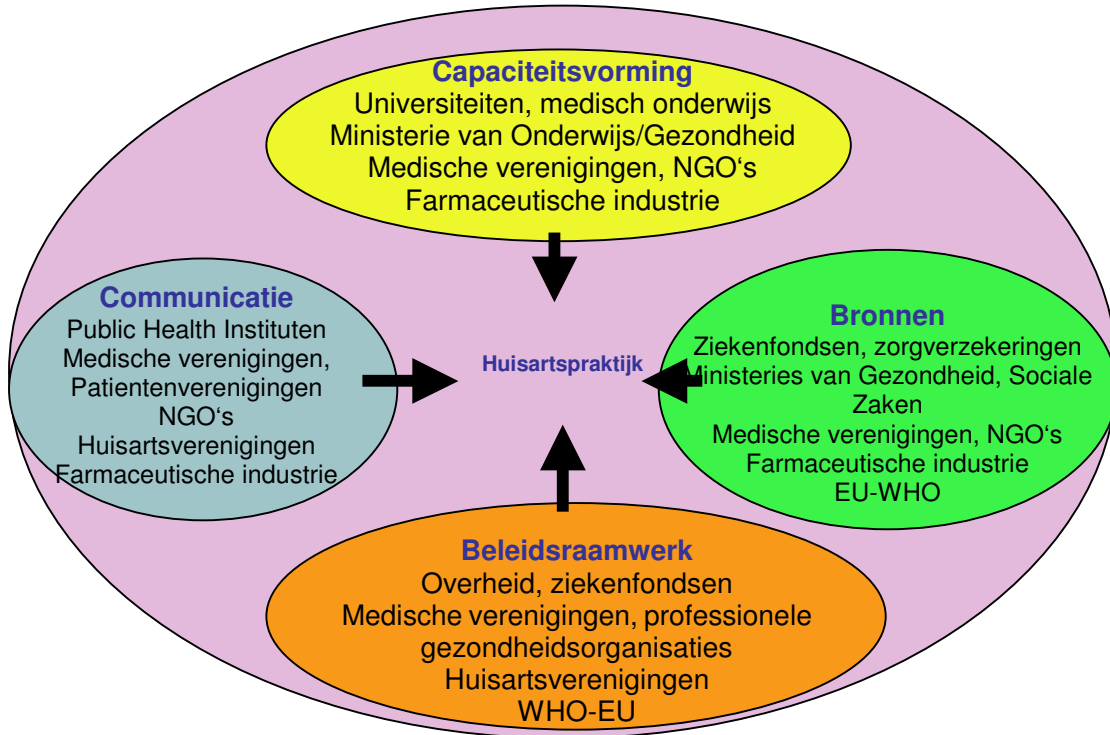 Capaciteitsvorming
Universiteiten, medisch onderwijs
Ministerie van Onderwijs/Gezondheid
Medische verenigingen, NGO‘s
Farmaceutische industrie
Communicatie
Public Health Instituten
Medische verenigingen,
Patientenverenigingen
NGO‘s
Huisartsverenigingen
Farmaceutische industrie
Huisartspraktijk
Bronnen
Ziekenfondsen, zorgverzekeringen
Ministeries van Gezondheid, Sociale
Zaken
Medische verenigingen, NGO‘s
Farmaceutische industrie
EU-WHO
Beleidsraamwerk
Overheid, ziekenfondsen
Medische verenigingen, professionele
gezondheidsorganisaties
Huisartsverenigingen
WHO-EU